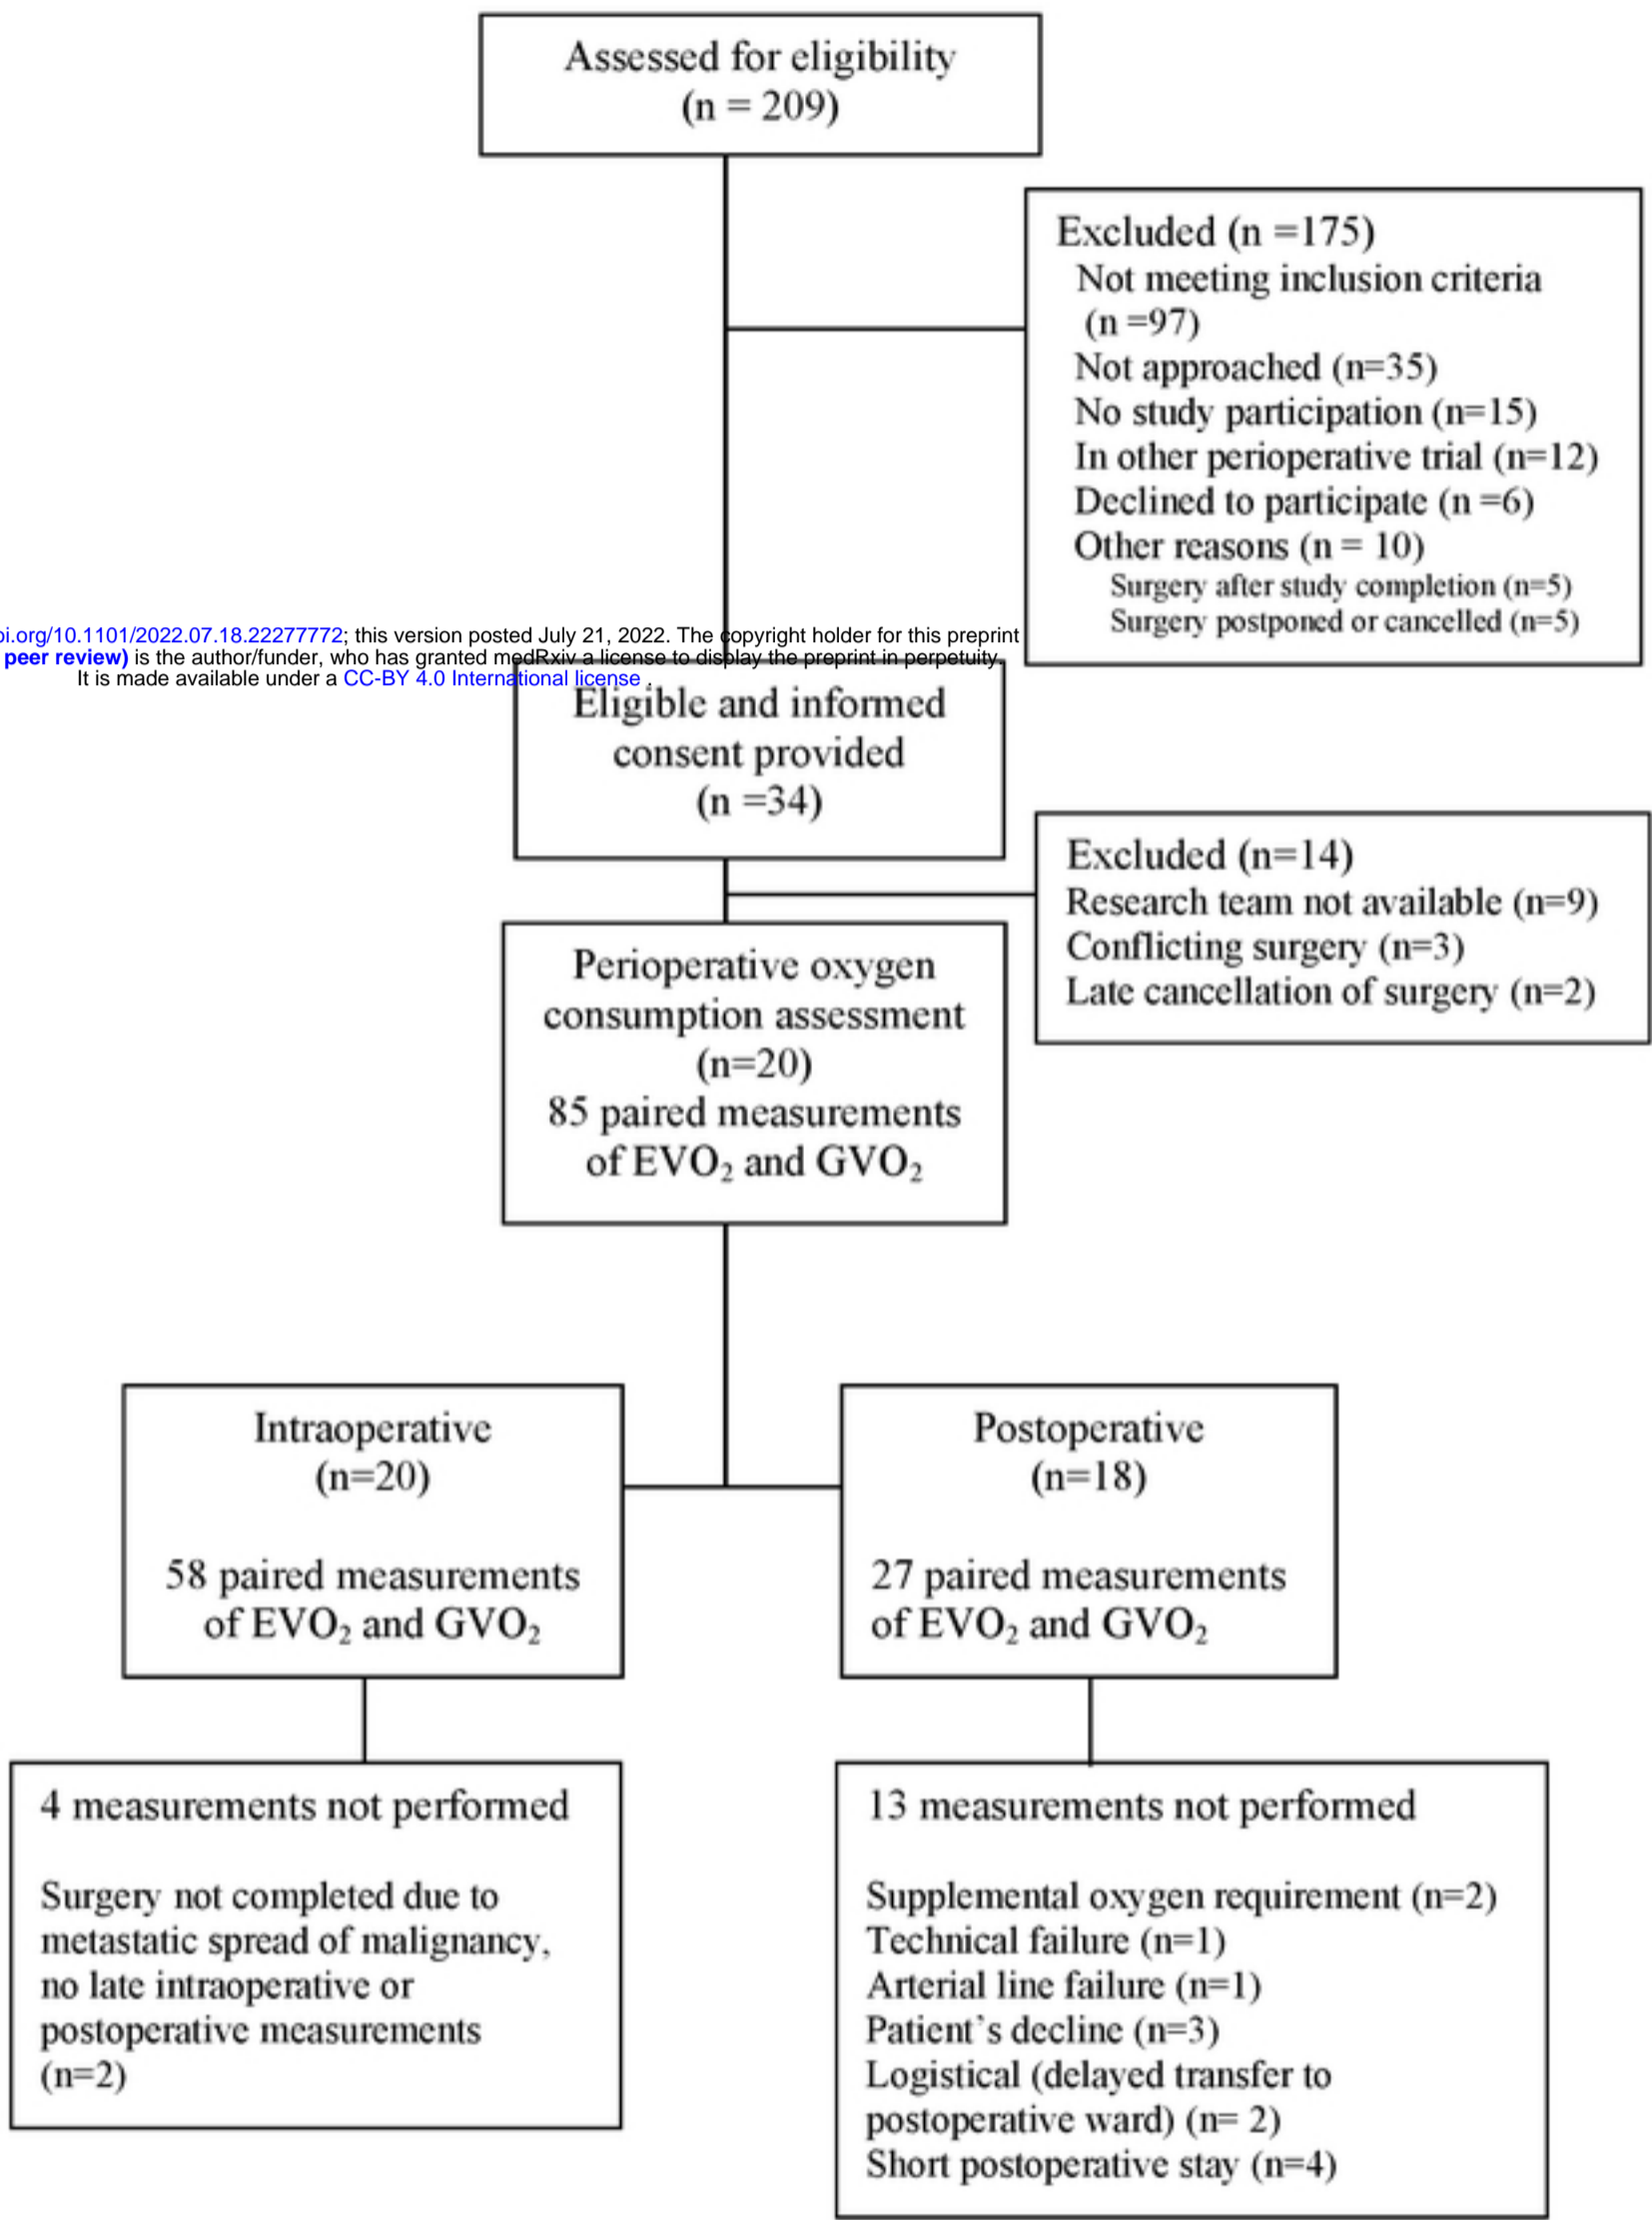 Assessed for eligibility
(n = 209)
Excluded (n =175)
Not meeting inclusion criteria
(n =97)
Not approached (n=35)
No study participation (n=15)
In other perioperative trial (n=12)
Declined to participate (n =6)
Other reasons (n = 10)
Surgery after study completion (n=5)
Surgery postponed or cancelled (n=5)
oi.org/10.1101/2022.07.18.22277772; this version posted July 21, 2022. The copyright holder for this preprint
peer review) is the author/funder, who has granted medRxiv a license to display the preprint in perpetuity.
It is made available under a CC-BY 4.0 International license .
Eligible and informed
consent provided
(n =34)
Excluded (n=14)
Research team not available (n=9)
Conflicting surgery (n=3)
Late cancellation of surgery (n=2)
Perioperative oxygen
consumption assessment
(n=20)
85 paired measurements
of EVO₂ and GVO₂
Intraoperative
(n=20)
58 paired measurements
of EVO₂ and GVO₂
Postoperative
(n=18)
27 paired measurements
of EVO₂ and GVO₂
4 measurements not performed
Surgery not completed due to
metastatic spread of malignancy,
no late intraoperative or
postoperative measurements
(n=2)
13 measurements not performed
Supplemental oxygen requirement (n=2)
Technical failure (n=1)
Arterial line failure (n=1)
Patient`s decline (n=3)
Logistical (delayed transfer to
postoperative ward) (n= 2)
Short postoperative stay (n=4)